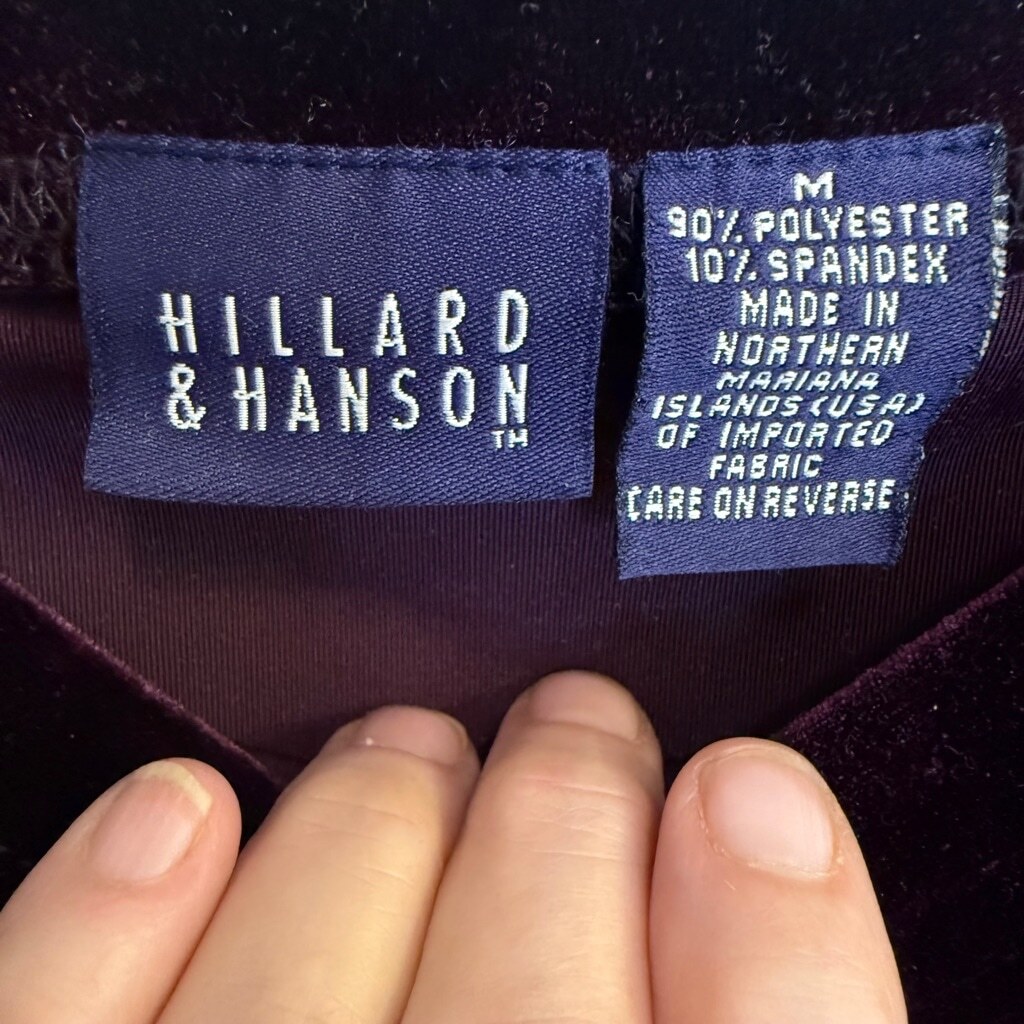 HILLARD
& HANSON
TM
M
90% POLYESTER
10% SPANDEX
MADE IN
NORTHERN
MARIANA
ISLANDS (USA)
OF IMPORTED
FABRIC
CARE ON REVERSE